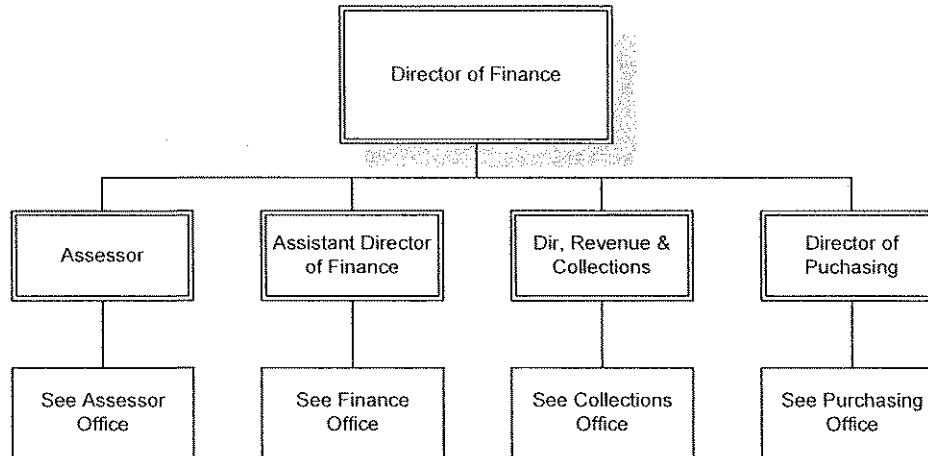 Director of Finance
Assessor
Assistant Director
of Finance
Dir, Revenue &
Collections
Director of
Puchasing
See Assessor
Office
See Finance
Office
See Collections
Office
See Purchasing
Office